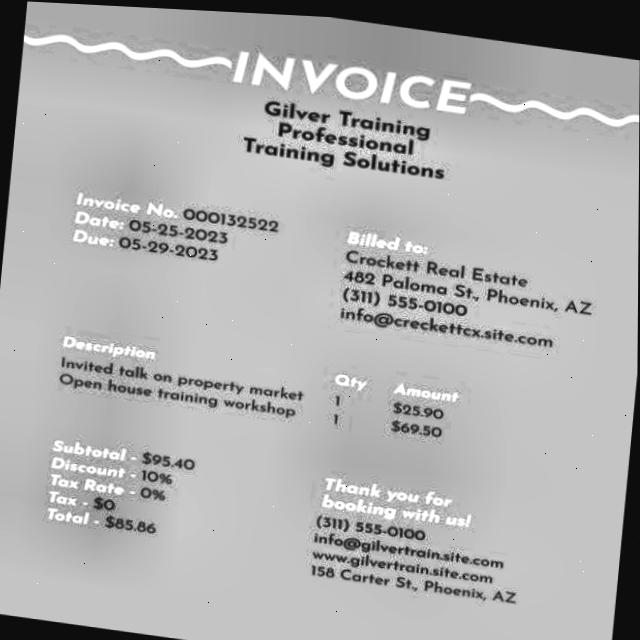 INVOICE
Gilver Training
Professional
Training Solutions
Invoice No. 000132522
Date: 05-25-2023
Due: 05-29-2023
Billed to:
Crockett Real Estate
482 Paloma St., Phoenix, AZ
(311) 555-0100
info@creckettcx.site.com
Description Qty Amount
Invited talk on property market 1 $25.90
Open house training workshop 1 $69.50
Subtotal - $95.40
Discount - 10%
Tax Rate - 0%
Tax - $0
Total - $85.86
Thank you for
booking with us!
(311) 555-0100
info@gilvertrain.site.com
www.gilvertrain.site.com
158 Carter St., Phoenix, AZ